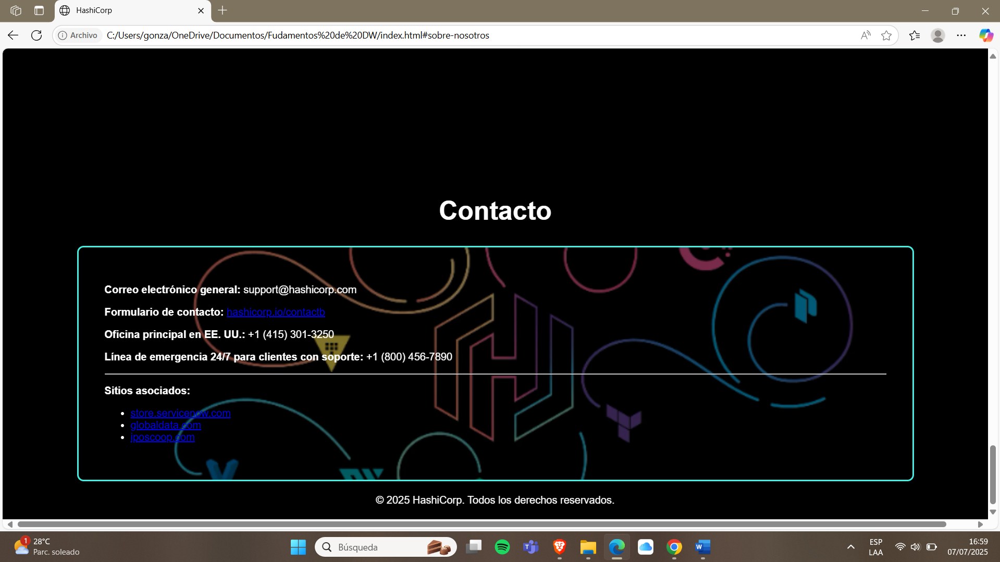 HashiCorp
Archivo
C:/Users/gonza/OneDrive/Documentos/Fudamentos%20de%20DW/index.html#sobre-nosotros
Contacto
Correo electrónico general: support@hashicorp.com
Formulario de contacto: hashicorp.io/contactb
Oficina principal en EE. UU.: +1 (415) 301-3250
Línea de emergencia 24/7 para clientes con soporte: +1 (800) 456-7890
Sitios asociados:
store.servicenow.com
globaldata.com
iposcoop.com
© 2025 HashiCorp. Todos los derechos reservados.
1
28°C
Parc. soleado
Búsqueda
ESP
LAA
16:59
07/07/2025